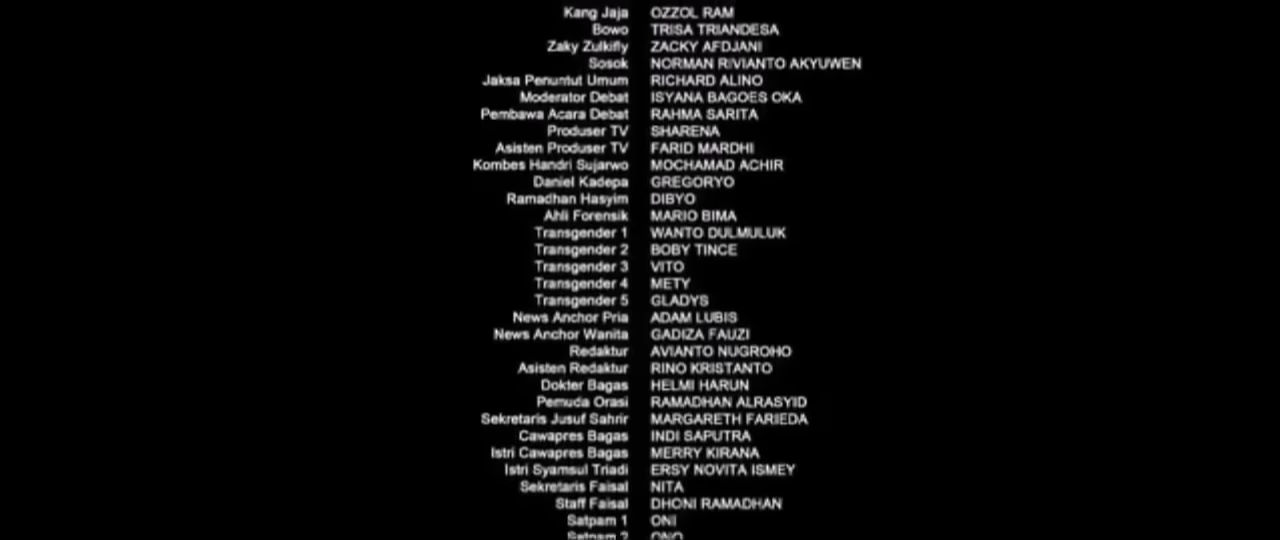 Kang Jaja OZZOL RAM
Bowo TRISA TRIANDESA
Zaky Zulkifly ZACKY AFDJANI
Sosok NORMAN RIVIANTO AKYUWEN
Jaksa Penuntut Umum RICHARD ALINO
Moderator Debat ISYANA BAGOES OKA
Pembawa Acara Debat RAHMA SARITA
Produser TV SHARENA
Asisten Produser TV FARID MARDHI
Kombes Handri Sujarwo MOCHAMAD ACHIR
Daniel Kadepa GREGORYO
Ramadhan Hasyim DIBYO
Ahli Forensik MARIO BIMA
Transgender 1 WANTO DULMULUK
Transgender 2 BOBY TINCE
Transgender 3 VITO
Transgender 4 METY
Transgender 5 GLADYS
News Anchor Pria ADAM LUBIS
News Anchor Wanita GADIZA FAUZI
Redaktur AVIANTO NUGROHO
Asisten Redaktur RINO KRISTANTO
Dokter Bagas HELMI HARUN
Pemuda Orasi RAMADHAN ALRASYID
Sekretaris Jusuf Sahrir MARGARETH FARIEDA
Cawapres Bagas INDI SAPUTRA
Istri Cawapres Bagas MERRY KIRANA
Istri Syamsul Triadi ERSY NOVITA ISMEY
Sekretaris Faisal NITA
Staff Faisal DHONI RAMADHAN
Satpam 1 ONI
Satpam 2 ONO